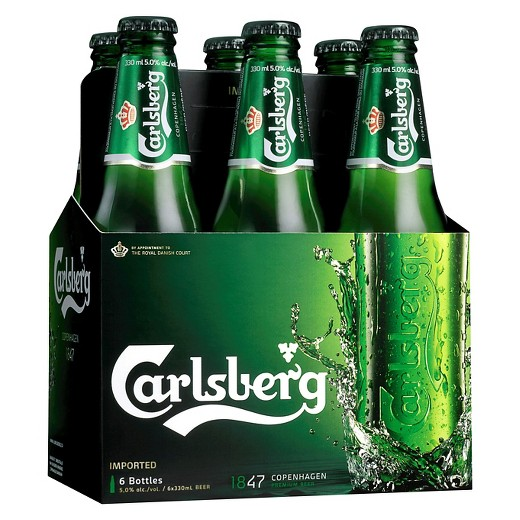 330 ml 5.0% alc./vol.
Carlsberg
COPENHAGEN
330 ml 5.0% alc./vol.
Carlsberg
COPENHAGEN
330 ml 5.0% alc./vol.
Carlsberg
COPENHAGEN
BY APPOINTMENT TO
THE ROYAL DANISH COURT
Carlsberg
COPENHAGEN
1847
Carlsberg
Carlsberg
IMPORTED
6 Bottles
5.0% alc./vol. / 6x330mL BEER
1847 COPENHAGEN
PREMIUM BEER